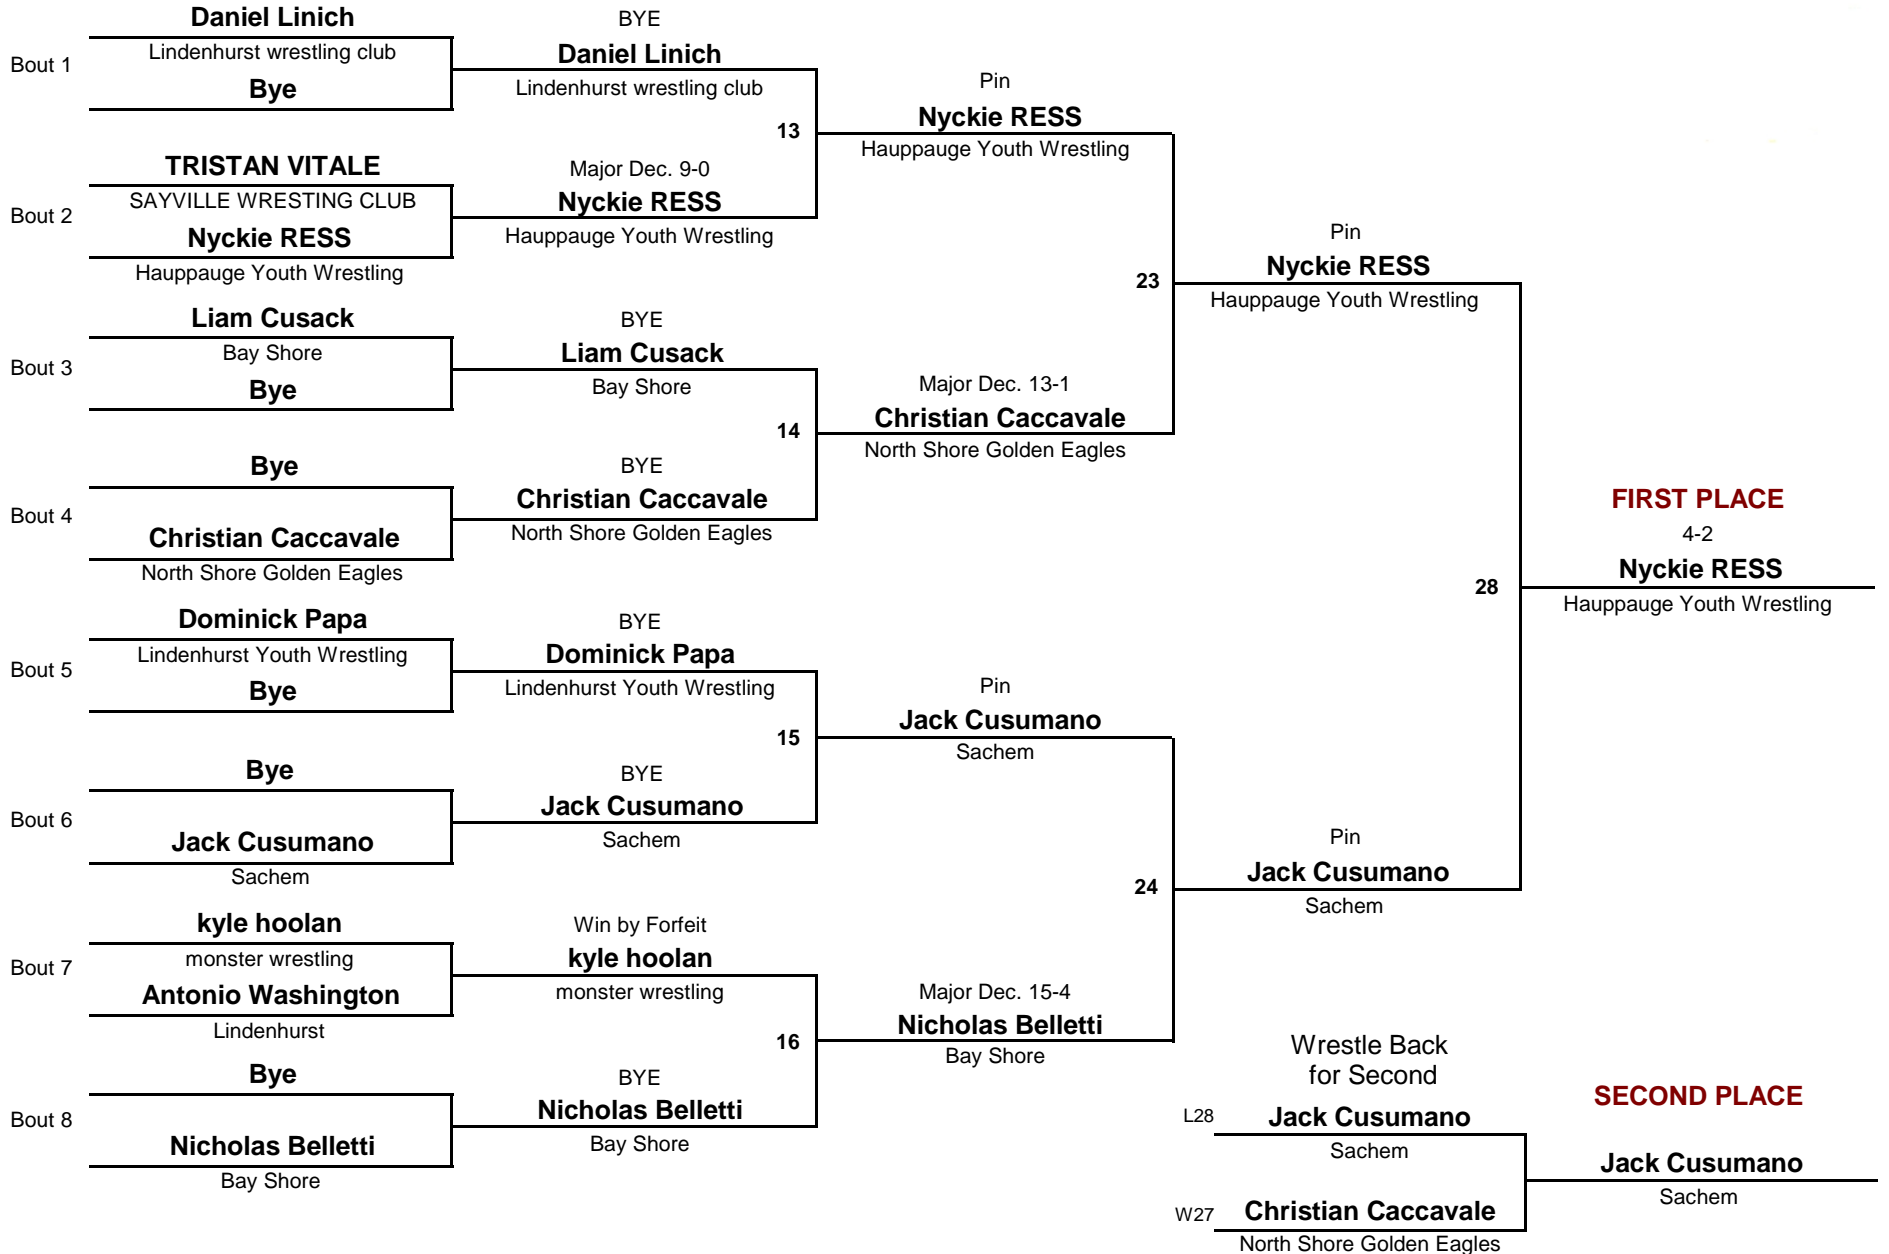 Daniel Linich
Bout 1
Lindenhurst wrestling club
Bye
BYE
Daniel Linich
Lindenhurst wrestling club
TRISTAN VITALE
Bout 2
SAYVILLE WRESTING CLUB
Nyckie RESS
Hauppauge Youth Wrestling
Major Dec. 9-0
Nyckie RESS
Hauppauge Youth Wrestling
13
Pin
Nyckie RESS
Hauppauge Youth Wrestling
Liam Cusack
Bout 3
Bay Shore
Bye
BYE
Liam Cusack
Bay Shore
Bye
Bout 4
Christian Caccavale
North Shore Golden Eagles
BYE
Christian Caccavale
North Shore Golden Eagles
14
Major Dec. 13-1
Christian Caccavale
North Shore Golden Eagles
23
Pin
Nyckie RESS
Hauppauge Youth Wrestling
Dominick Papa
Bout 5
Lindenhurst Youth Wrestling
Bye
BYE
Dominick Papa
Lindenhurst Youth Wrestling
Bye
Bout 6
Jack Cusumano
Sachem
BYE
Jack Cusumano
Sachem
15
Pin
Jack Cusumano
Sachem
kyle hoolan
Bout 7
monster wrestling
Antonio Washington
Lindenhurst
Win by Forfeit
kyle hoolan
monster wrestling
Bye
Bout 8
Nicholas Belletti
Bay Shore
BYE
Nicholas Belletti
Bay Shore
16
Major Dec. 15-4
Nicholas Belletti
Bay Shore
24
Pin
Jack Cusumano
Sachem
28
FIRST PLACE
4-2
Nyckie RESS
Hauppauge Youth Wrestling
Wrestle Back
for Second
L28
Jack Cusumano
Sachem
W27
Christian Caccavale
North Shore Golden Eagles
SECOND PLACE
Jack Cusumano
Sachem